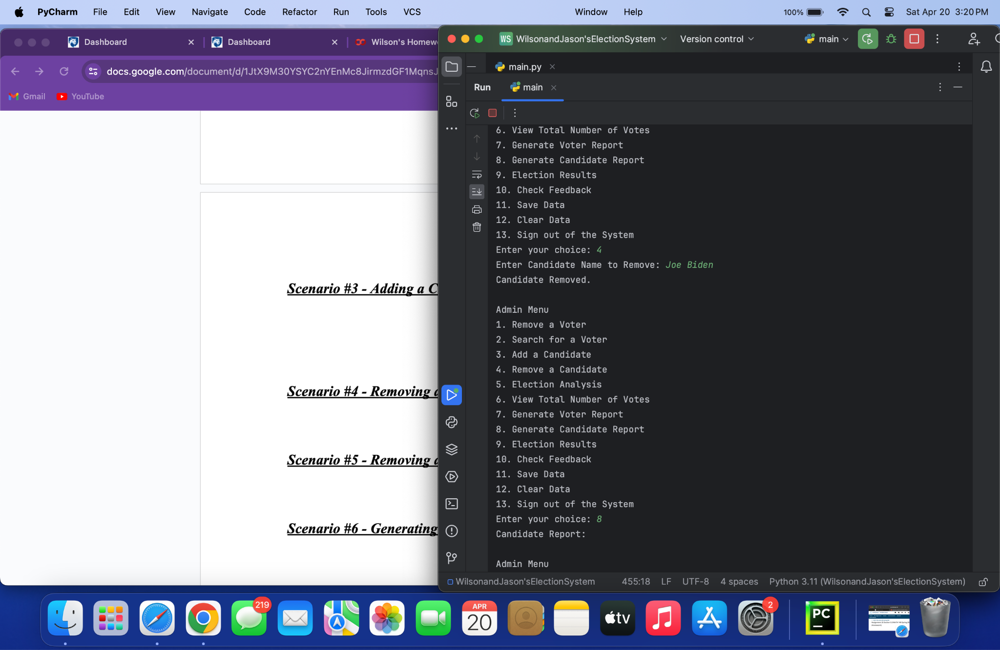 PyCharm File Edit View Navigate Code Refactor Run Tools VCS Window Help 100% Sat Apr 20 3:20 PM
Dashboard Dashboard Wilson's Homew
docs.google.com/document/d/1JtX9M30YSYC2nYEnMc8JirmzdGF1MqnsJ
Gmail YouTube
Scenario #3 - Adding a C
Scenario #4 - Removing a
Scenario #5 - Removing a
Scenario #6 - Generating
WS WilsonandJason'sElectionSystem Version control main
main.py
Run main
6. View Total Number of Votes
7. Generate Voter Report
8. Generate Candidate Report
9. Election Results
10. Check Feedback
11. Save Data
12. Clear Data
13. Sign out of the System
Enter your choice: 4
Enter Candidate Name to Remove: Joe Biden
Candidate Removed.
Admin Menu
1. Remove a Voter
2. Search for a Voter
3. Add a Candidate
4. Remove a Candidate
5. Election Analysis
6. View Total Number of Votes
7. Generate Voter Report
8. Generate Candidate Report
9. Election Results
10. Check Feedback
11. Save Data
12. Clear Data
13. Sign out of the System
Enter your choice: 8
Candidate Report:
Admin Menu
WilsonandJason'sElectionSystem 455:18 LF UTF-8 4 spaces Python 3.11 (WilsonandJason'sElectionSystem)
219 APR 20 tv 2 PC